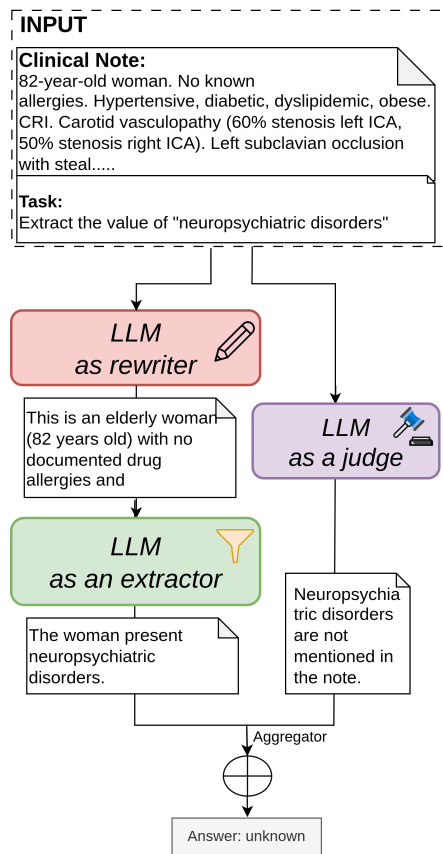 INPUT
Clinical Note:
82-year-old woman. No known
allergies. Hypertensive, diabetic, dyslipidemic, obese.
CRI. Carotid vasculopathy (60% stenosis left ICA,
50% stenosis right ICA). Left subclavian occlusion
with steal.....
Task:
Extract the value of "neuropsychiatric disorders"
LLM
as rewriter
This is an elderly woman
(82 years old) with no
documented drug
allergies and
LLM
as an extractor
The woman present
neuropsychiatric
disorders.
LLM
as a judge
Neuropsychia
tric disorders
are not
mentioned in
the note.
Aggregator
Answer: unknown